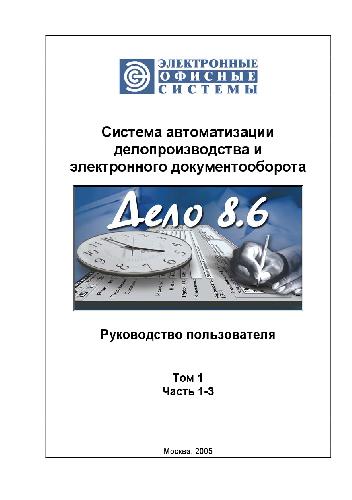 ЭЛЕКТРОННЫЕ
ОФИСНЫЕ
СИСТЕМЫ
Система автоматизации
делопроизводства и
электронного документооборота
Дело 8.6
Руководство пользователя
Том 1
Часть 1-3
Москва, 2005